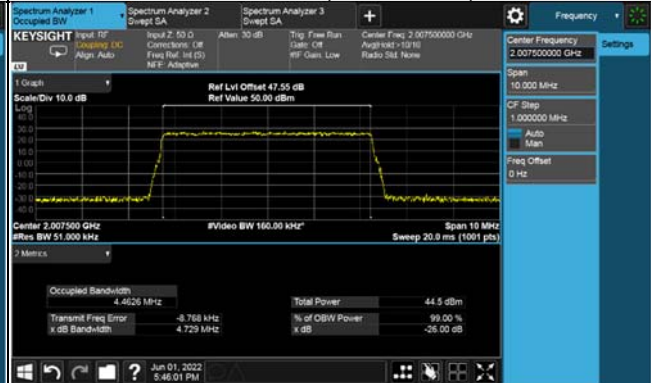 Spectrum Analyzer 1
Occupied BW
Spectrum Analyzer 2
Swept SA
Spectrum Analyzer 3
Swept SA
+
Frequency
KEYSIGHT
Input: RF
Coupling: DC
Align: Auto
Input Z: 50 Ω
Corrections: Off
Freq Ref: Int (S)
NFE: Adaptive
Atten: 30 dB
Trig: Free Run
Gate: Off
#IF Gain: Low
Center Freq: 2.007500000 GHz
Avg|Hold:>10/10
Radio Std: None
LXI
Center Frequency
2.007500000 GHz
Settings
Span
10.000 MHz
CF Step
1.000000 MHz
Auto
Man
Freq Offset
0 Hz
1 Graph
Scale/Div 10.0 dB
Ref Lvl Offset 47.55 dB
Ref Value 50.00 dBm
Log
40.0
30.0
20.0
10.0
0.00
-10.0
-20.0
-30.0
-40.0
Center 2.007500 GHz
#Res BW 51.000 kHz
#Video BW 160.00 kHz*
Span 10 MHz
Sweep 20.0 ms (1001 pts)
2 Metrics
Occupied Bandwidth
4.4626 MHz
Total Power 44.5 dBm
Transmit Freq Error -8.768 kHz
% of OBW Power 99.00 %
x dB Bandwidth 4.729 MHz
x dB -26.00 dB
?
Jun 01, 2022
5:46:01 PM